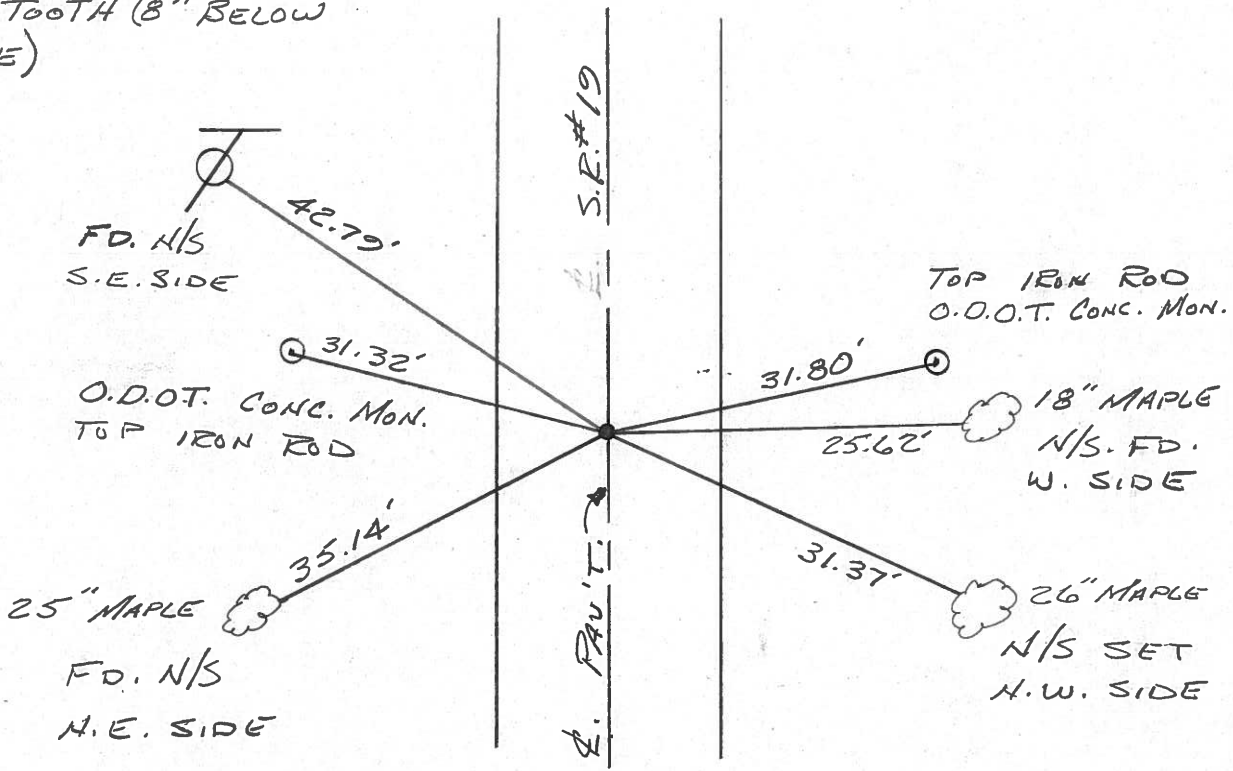 TOOTH (8" BELOW
E)
S.R.#19
42.79'
FD. N/S
S.E. SIDE
TOP IRON ROD
O.D.O.T. CONC. MON.
31.32'
31.80'
O.D.O.T. CONC. MON.
TOP IRON ROD
18" MAPLE
N/S. FD.
W. SIDE
25.62'
35.14'
31.37'
25" MAPLE
FD. N/S
N.E. SIDE
26" MAPLE
N/S SET
N.W. SIDE
℄. PAV'T.